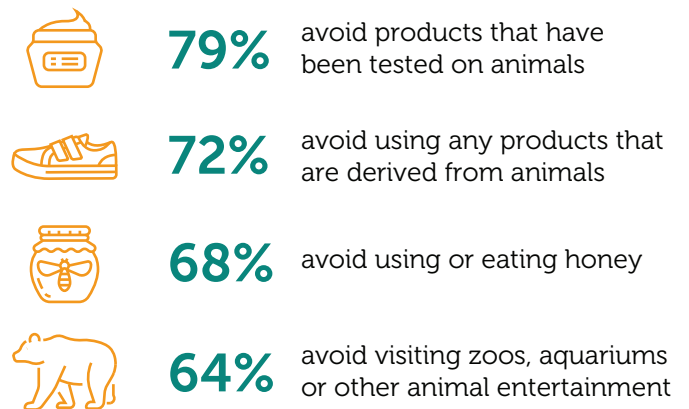 79%
avoid products that have
been tested on animals
72%
avoid using any products that
are derived from animals
68%
avoid using or eating honey
64%
avoid visiting zoos, aquariums
or other animal entertainment